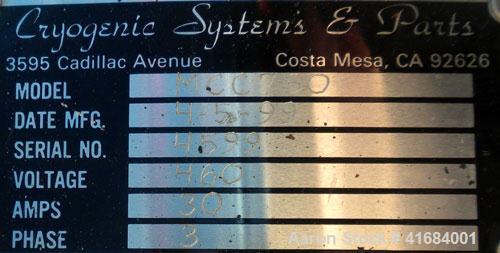 Cryogenic Systems & Parts
3595 Cadillac Avenue Costa Mesa, CA 92626
MODEL MCC750
DATE MFG. 4-5-99
SERIAL NO. 4599
VOLTAGE 460
AMPS 30
PHASE 3
Aaron Stock # 41684001